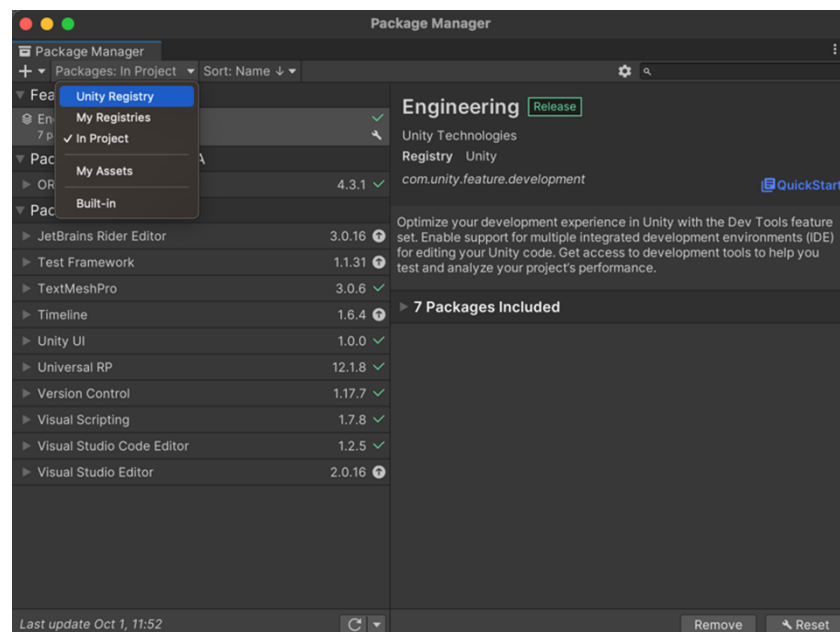 Package Manager
Package Manager
Packages: In Project
Sort: Name
Fea
Unity Registry
My Registries
In Project
My Assets
Built-in
En
7 p
Pac
A
OR
4.3.1
Pac
JetBrains Rider Editor 3.0.16
Test Framework 1.1.31
TextMeshPro 3.0.6
Timeline 1.6.4
Unity UI 1.0.0
Universal RP 12.1.8
Version Control 1.17.7
Visual Scripting 1.7.8
Visual Studio Code Editor 1.2.5
Visual Studio Editor 2.0.16
Last update Oct 1, 11:52
Engineering Release
Unity Technologies
Registry Unity
com.unity.feature.development
QuickStart
Optimize your development experience in Unity with the Dev Tools feature
set. Enable support for multiple integrated development environments (IDE)
for editing your Unity code. Get access to development tools to help you
test and analyze your project's performance.
7 Packages Included
Remove
Reset